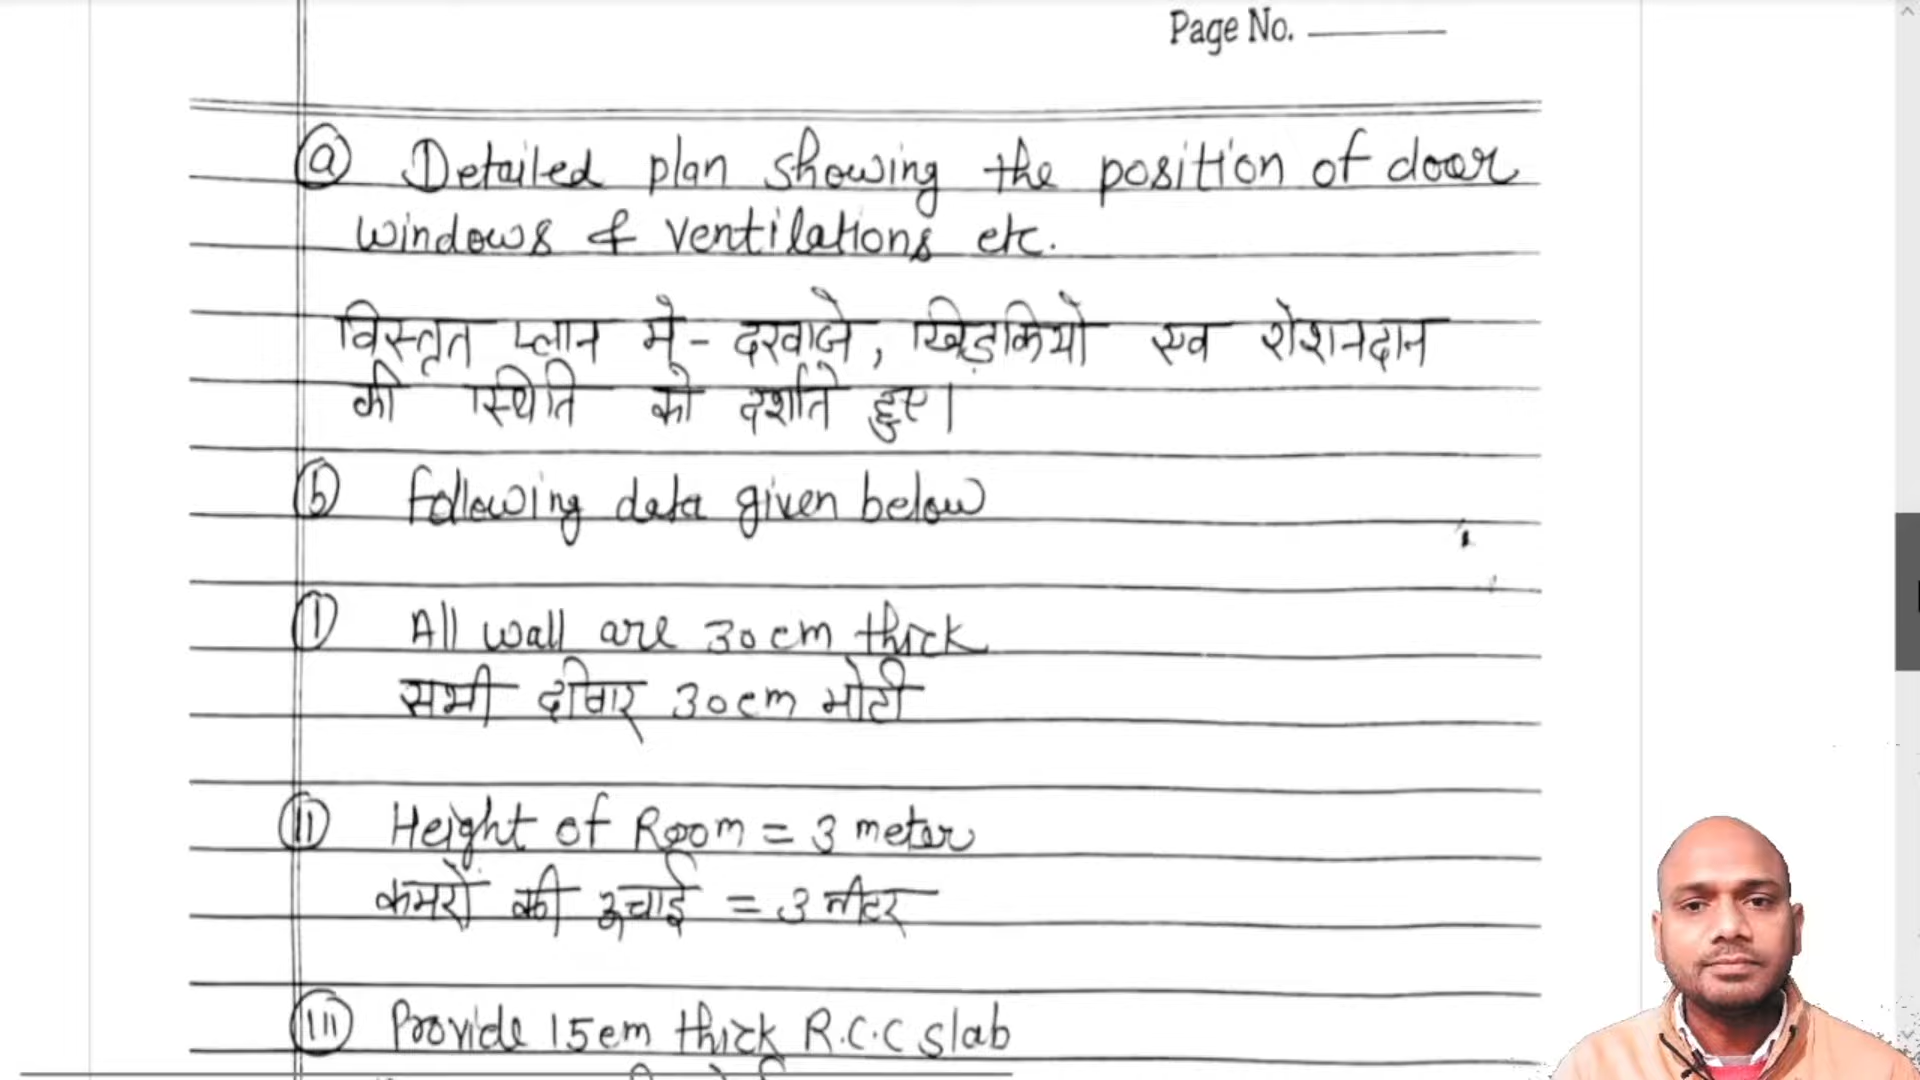 Page No.
(a) Detailed plan showing the position of door
windows & ventilations etc.
विस्तृत प्लान मे - दरवाजे, खिड़कियो एव रोशनदान
की स्थिति को दर्शाते हुए।
(b) following data given below
(i) All wall are 30cm thick
सभी दीवार 30cm मोटी
(ii) Height of Room = 3 meter
कमरों की ऊचाई = 3 मीटर
(iii) Provide 15cm thick R.C.C slab